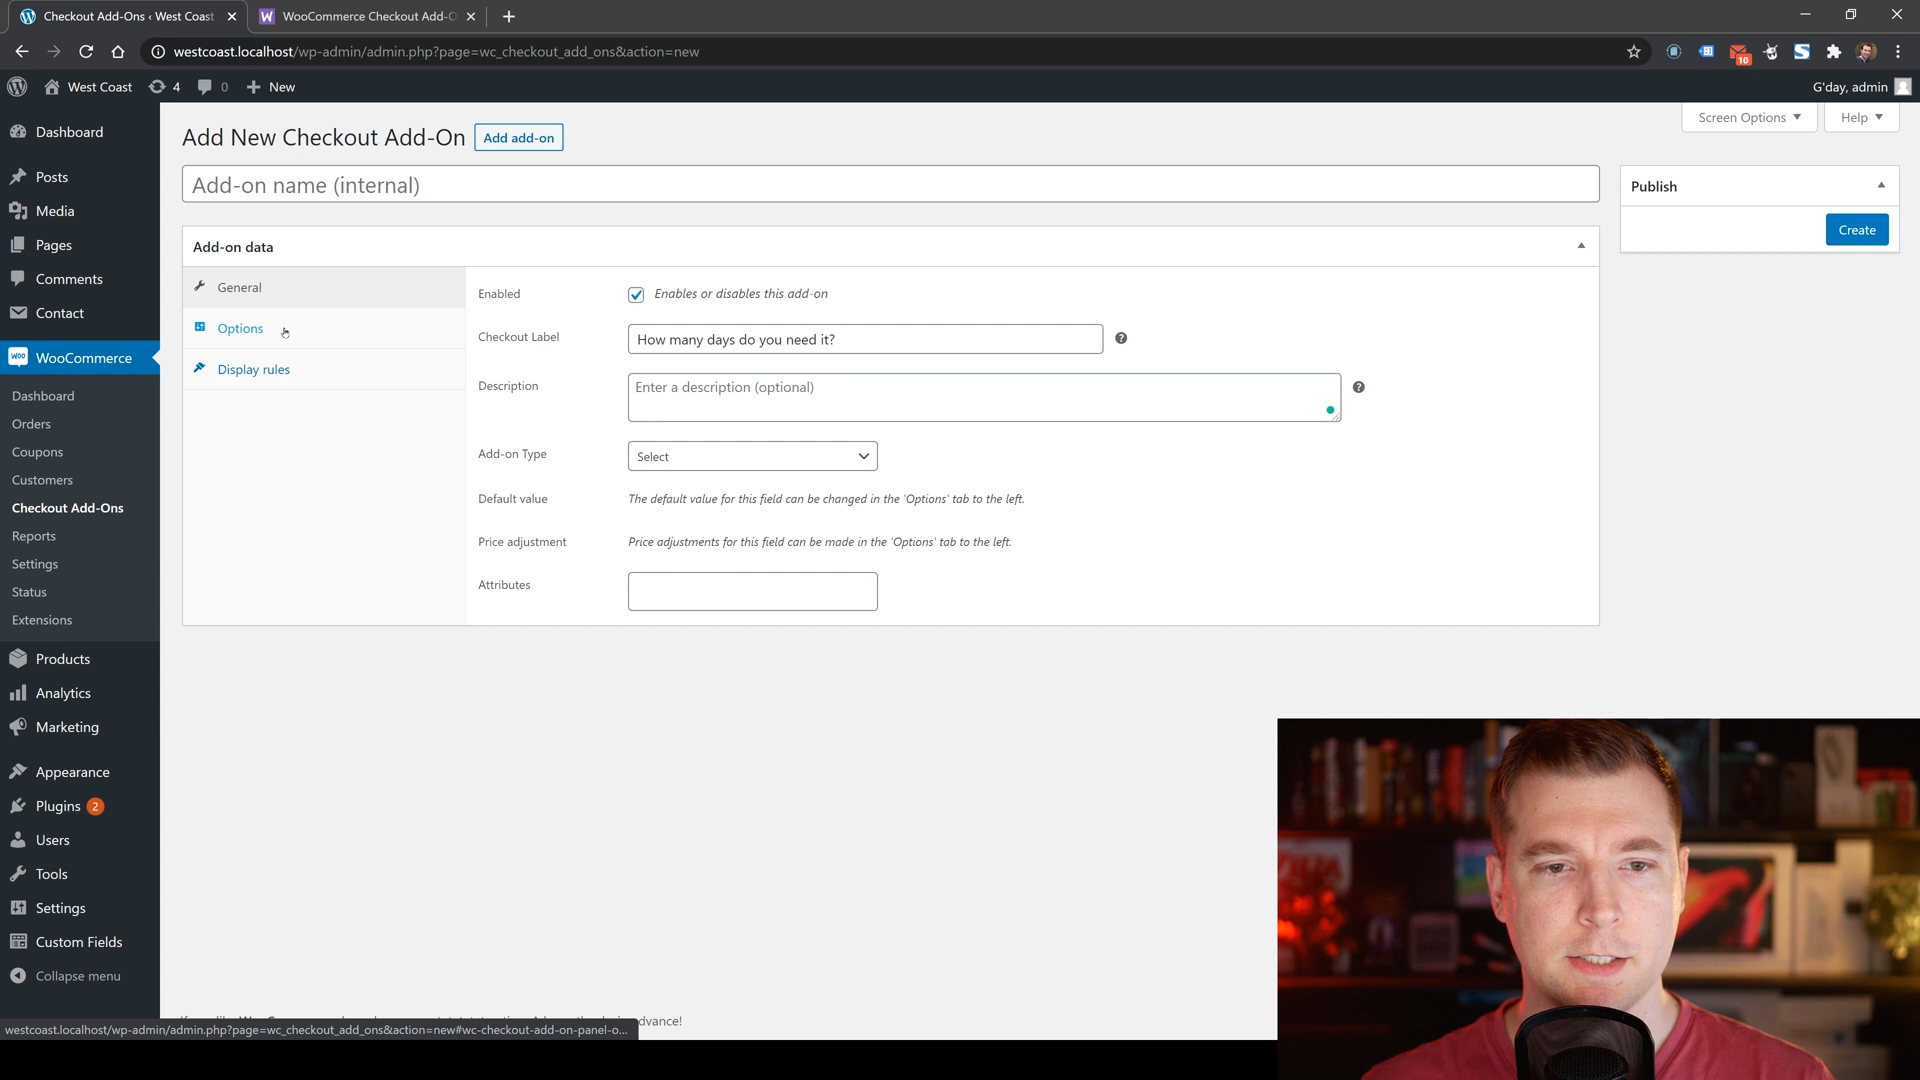 Checkout Add-Ons ‹ West Coast
WooCommerce Checkout Add-O
westcoast.localhost/wp-admin/admin.php?page=wc_checkout_add_ons&action=new
10
West Coast
4
0
New
G'day, admin
Dashboard
Posts
Media
Pages
Comments
Contact
WooCommerce
Dashboard
Orders
Coupons
Customers
Checkout Add-Ons
Reports
Settings
Status
Extensions
Products
Analytics
Marketing
Appearance
Plugins 2
Users
Tools
Settings
Custom Fields
Collapse menu
Screen Options
Help
Add New Checkout Add-On
Add add-on
Add-on name (internal)
Publish
Create
Add-on data
General
Options
Display rules
Enabled
Enables or disables this add-on
Checkout Label
How many days do you need it?
Description
Enter a description (optional)
Add-on Type
Select
Default value
The default value for this field can be changed in the 'Options' tab to the left.
Price adjustment
Price adjustments for this field can be made in the 'Options' tab to the left.
Attributes
dvance!
westcoast.localhost/wp-admin/admin.php?page=wc_checkout_add_ons&action=new#wc-checkout-add-on-panel-o...